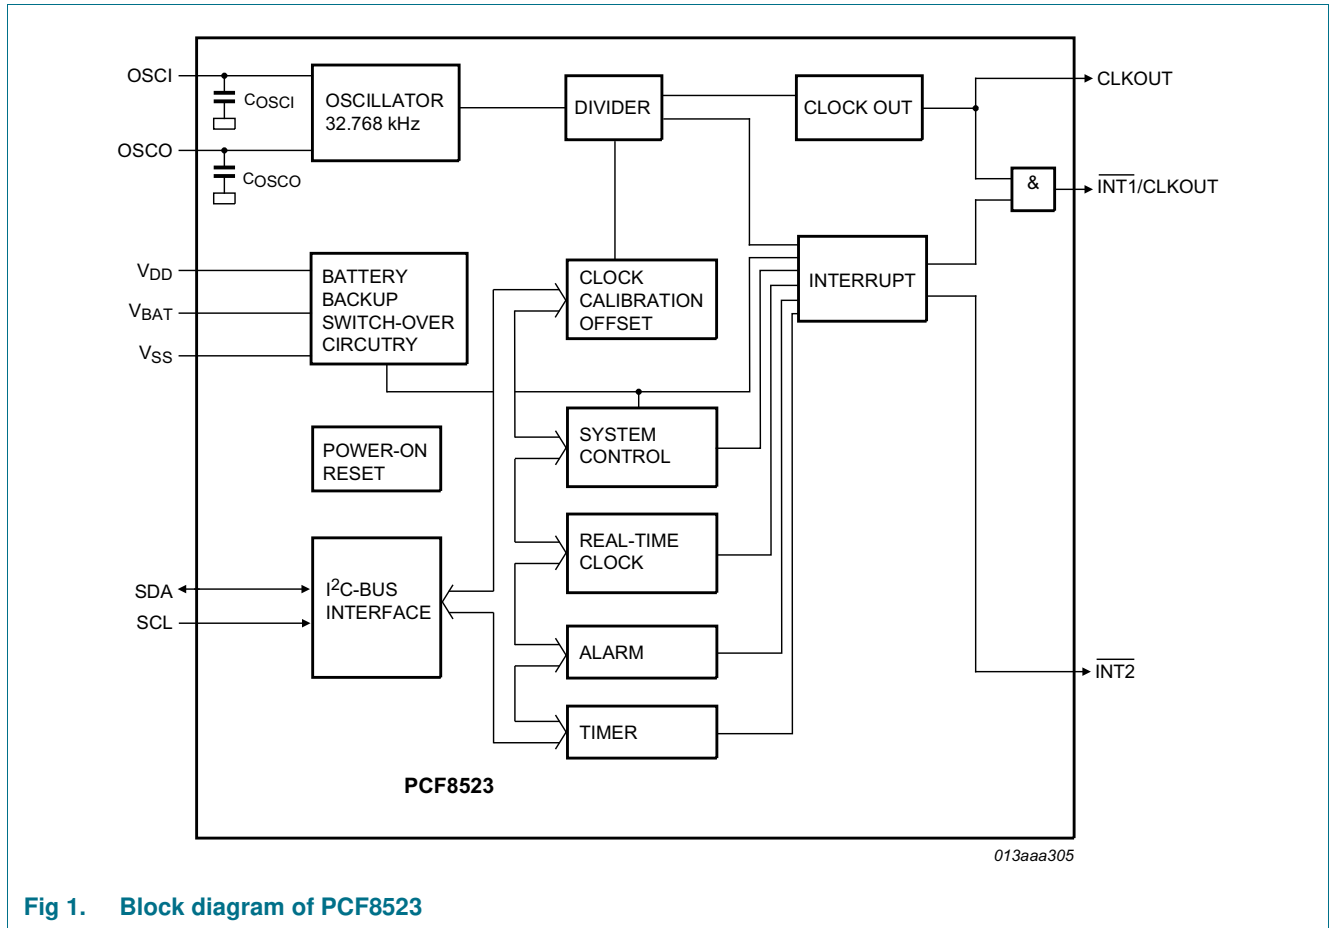 OSCI
COSCI
OSCO
COSCO
OSCILLATOR
32.768 kHz
DIVIDER
CLOCK OUT
CLKOUT
&
INT1/CLKOUT
VDD
VBAT
VSS
BATTERY
BACKUP
SWITCH-OVER
CIRCUTRY
CLOCK
CALIBRATION
OFFSET
INTERRUPT
POWER-ON
RESET
SYSTEM
CONTROL
REAL-TIME
CLOCK
SDA
SCL
I2C-BUS
INTERFACE
ALARM
INT2
TIMER
PCF8523
013aaa305
Fig 1. Block diagram of PCF8523